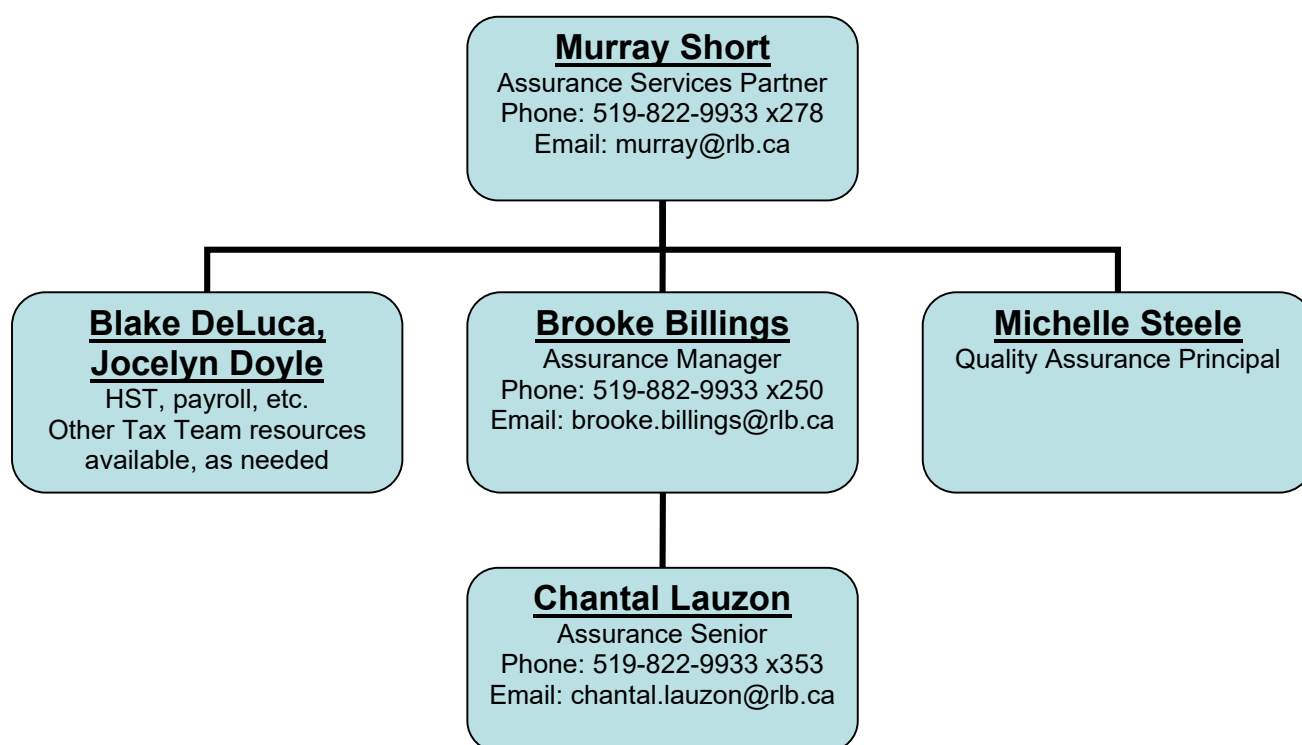 Murray Short
Assurance Services Partner
Phone: 519-822-9933 x278
Email: murray@rlb.ca
Blake DeLuca,
Jocelyn Doyle
HST, payroll, etc.
Other Tax Team resources
available, as needed
Brooke Billings
Assurance Manager
Phone: 519-882-9933 x250
Email: brooke.billings@rlb.ca
Michelle Steele
Quality Assurance Principal
Chantal Lauzon
Assurance Senior
Phone: 519-822-9933 x353
Email: chantal.lauzon@rlb.ca